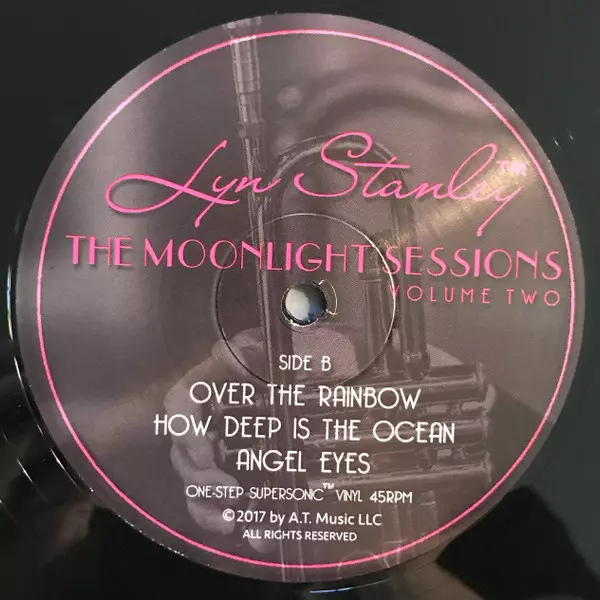 Lyn Stanley™
THE MOONLIGHT SESSIONS
VOLUME TWO
SIDE B
OVER THE RAINBOW
HOW DEEP IS THE OCEAN
ANGEL EYES
ONE-STEP SUPERSONIC™ VINYL 45RPM
©2017 by A.T. Music LLC
ALL RIGHTS RESERVED